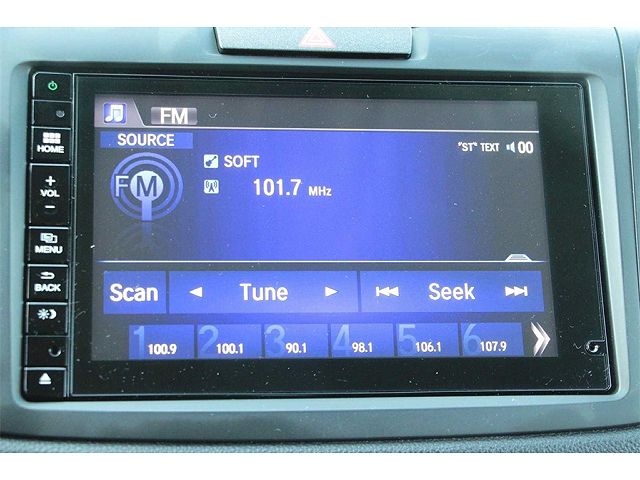 FM
SOURCE
FM
SOFT
"ST" TEXT 00
101.7 MHz
HOME
+
VOL
-
MENU
BACK
Scan Tune Seek
1 100.9 2 100.1 3 90.1 4 98.1 5 106.1 6 107.9